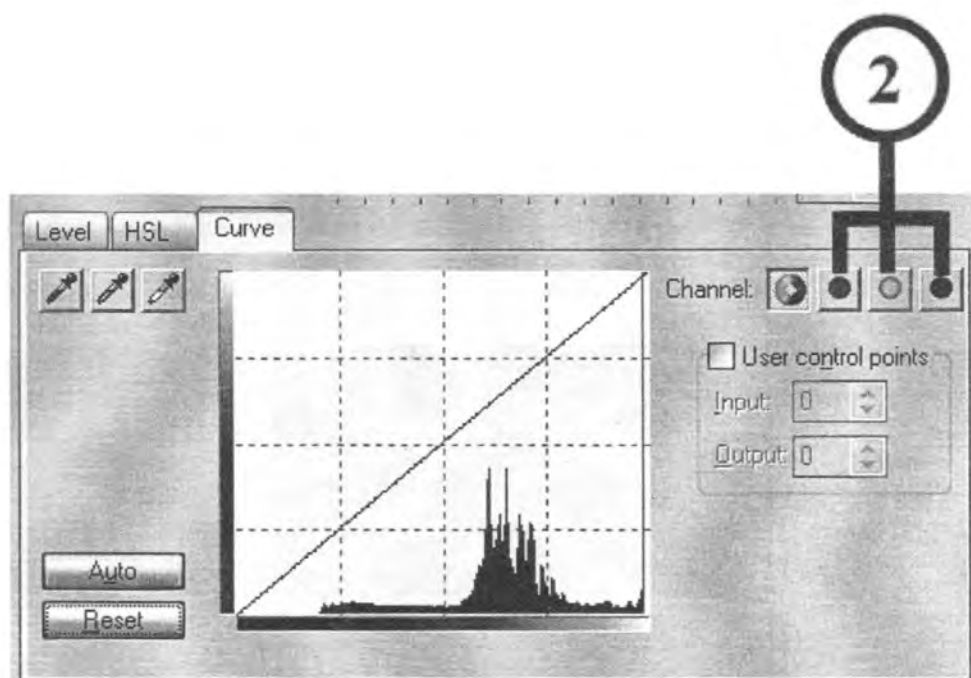 2
Level HSL Curve
Channel:
User control points
Input: 0
Output: 0
Auto
Reset